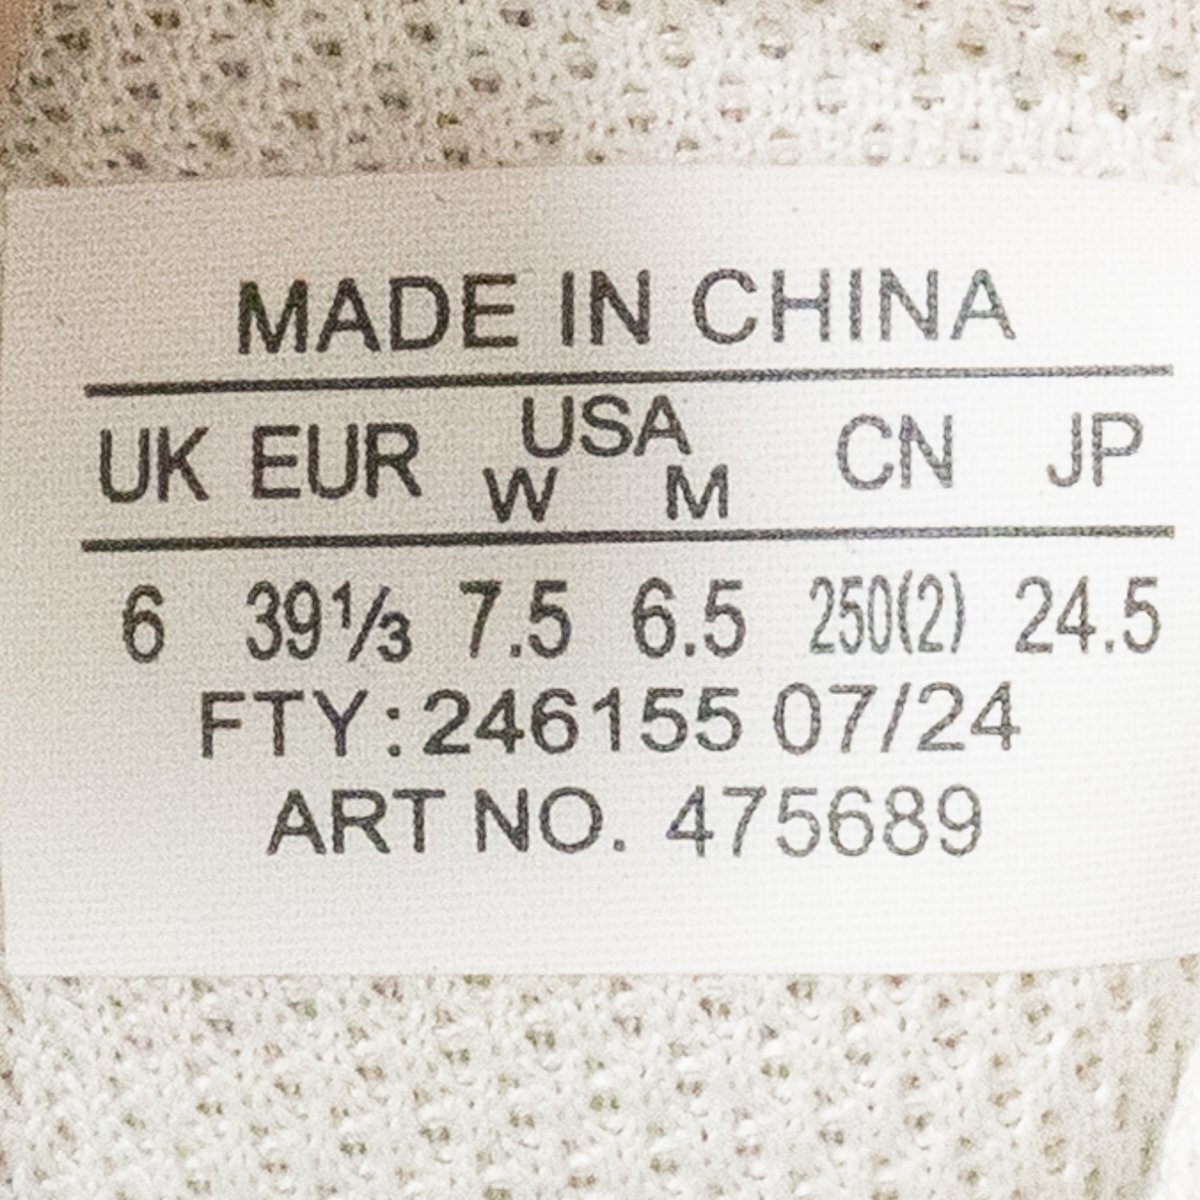 MADE IN CHINA
UK EUR USA CN JP
W M
6 39⅓ 7.5 6.5 250(2) 24.5
FTY:246155 07/24
ART NO. 475689